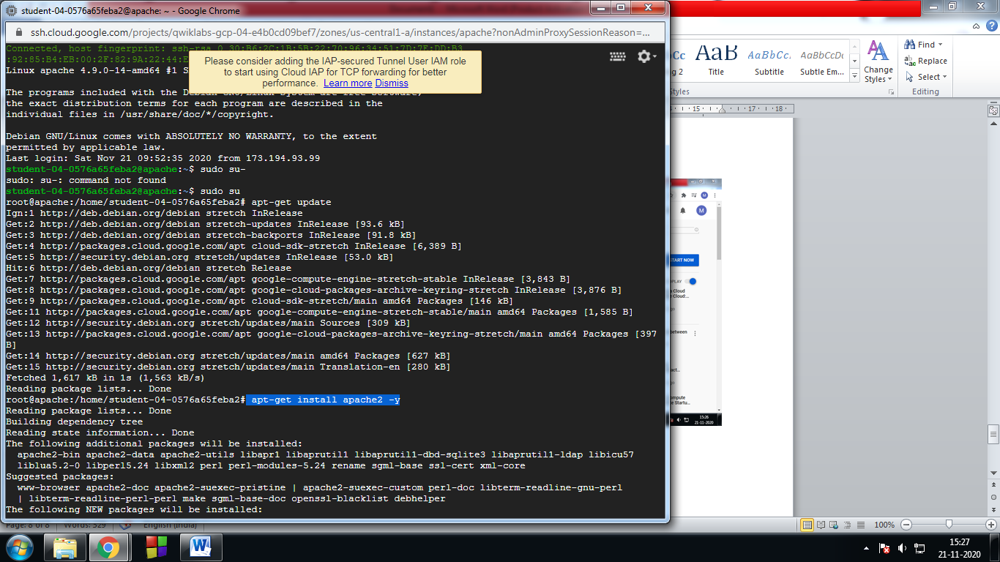 student-04-0576a65feba2@apache: ~ - Google Chrome
ssh.cloud.google.com/projects/qwiklabs-gcp-04-e4b0cd09bef7/zones/us-central1-a/instances/apache?nonAdminProxySessionReason=...
Connected, host fingerprint: ssh-rsa 0 30:B6:2C:1B:5B:22:70:96:34:51:7D:7F:DD:B3
:92:85:B4:EB:00:2F:82:9A:22:44:E
Linux apache 4.9.0-14-amd64 #1 S
Please consider adding the IAP-secured Tunnel User IAM role
to start using Cloud IAP for TCP forwarding for better
performance. Learn more Dismiss
The programs included with the Debian GNU/Linux system are free software;
the exact distribution terms for each program are described in the
individual files in /usr/share/doc/*/copyright.
Debian GNU/Linux comes with ABSOLUTELY NO WARRANTY, to the extent
permitted by applicable law.
Last login: Sat Nov 21 09:52:35 2020 from 173.194.93.99
student-04-0576a65feba2@apache:~$ sudo su-
sudo: su-: command not found
student-04-0576a65feba2@apache:~$ sudo su
root@apache:/home/student-04-0576a65feba2# apt-get update
Ign:1 http://deb.debian.org/debian stretch InRelease
Get:2 http://deb.debian.org/debian stretch-updates InRelease [93.6 kB]
Get:3 http://deb.debian.org/debian stretch-backports InRelease [91.8 kB]
Get:4 http://packages.cloud.google.com/apt cloud-sdk-stretch InRelease [6,389 B]
Get:5 http://security.debian.org stretch/updates InRelease [53.0 kB]
Hit:6 http://deb.debian.org/debian stretch Release
Get:7 http://packages.cloud.google.com/apt google-compute-engine-stretch-stable InRelease [3,843 B]
Get:8 http://packages.cloud.google.com/apt google-cloud-packages-archive-keyring-stretch InRelease [3,876 B]
Get:9 http://packages.cloud.google.com/apt cloud-sdk-stretch/main amd64 Packages [146 kB]
Get:11 http://packages.cloud.google.com/apt google-compute-engine-stretch-stable/main amd64 Packages [1,585 B]
Get:12 http://security.debian.org stretch/updates/main Sources [309 kB]
Get:13 http://packages.cloud.google.com/apt google-cloud-packages-archive-keyring-stretch/main amd64 Packages [397
B]
Get:14 http://security.debian.org stretch/updates/main amd64 Packages [627 kB]
Get:15 http://security.debian.org stretch/updates/main Translation-en [280 kB]
Fetched 1,617 kB in 1s (1,563 kB/s)
Reading package lists... Done
root@apache:/home/student-04-0576a65feba2# apt-get install apache2 -y
Reading package lists... Done
Building dependency tree
Reading state information... Done
The following additional packages will be installed:
apache2-bin apache2-data apache2-utils libapr1 libaprutil1 libaprutil1-dbd-sqlite3 libaprutil1-ldap libicu57
liblua5.2-0 libperl5.24 libxml2 perl perl-modules-5.24 rename sgml-base ssl-cert xml-core
Suggested packages:
www-browser apache2-doc apache2-suexec-pristine | apache2-suexec-custom perl-doc libterm-readline-gnu-perl
| libterm-readline-perl-perl make sgml-base-doc openssl-blacklist debhelper
The following NEW packages will be installed:
AaB AaBbCc. AaBbCcDc
g 2 Title Subtitle Subtle Em...
Change
Styles
Find
Replace
Select
Styles
Editing
15 17 18
M
M
START NOW
Cloud
Cloud:...
between
ompute
e Startu...
15:26
21-11-2020
Page: 8 of 8 Words: 329 English (India)
100%
W
15:27
21-11-2020